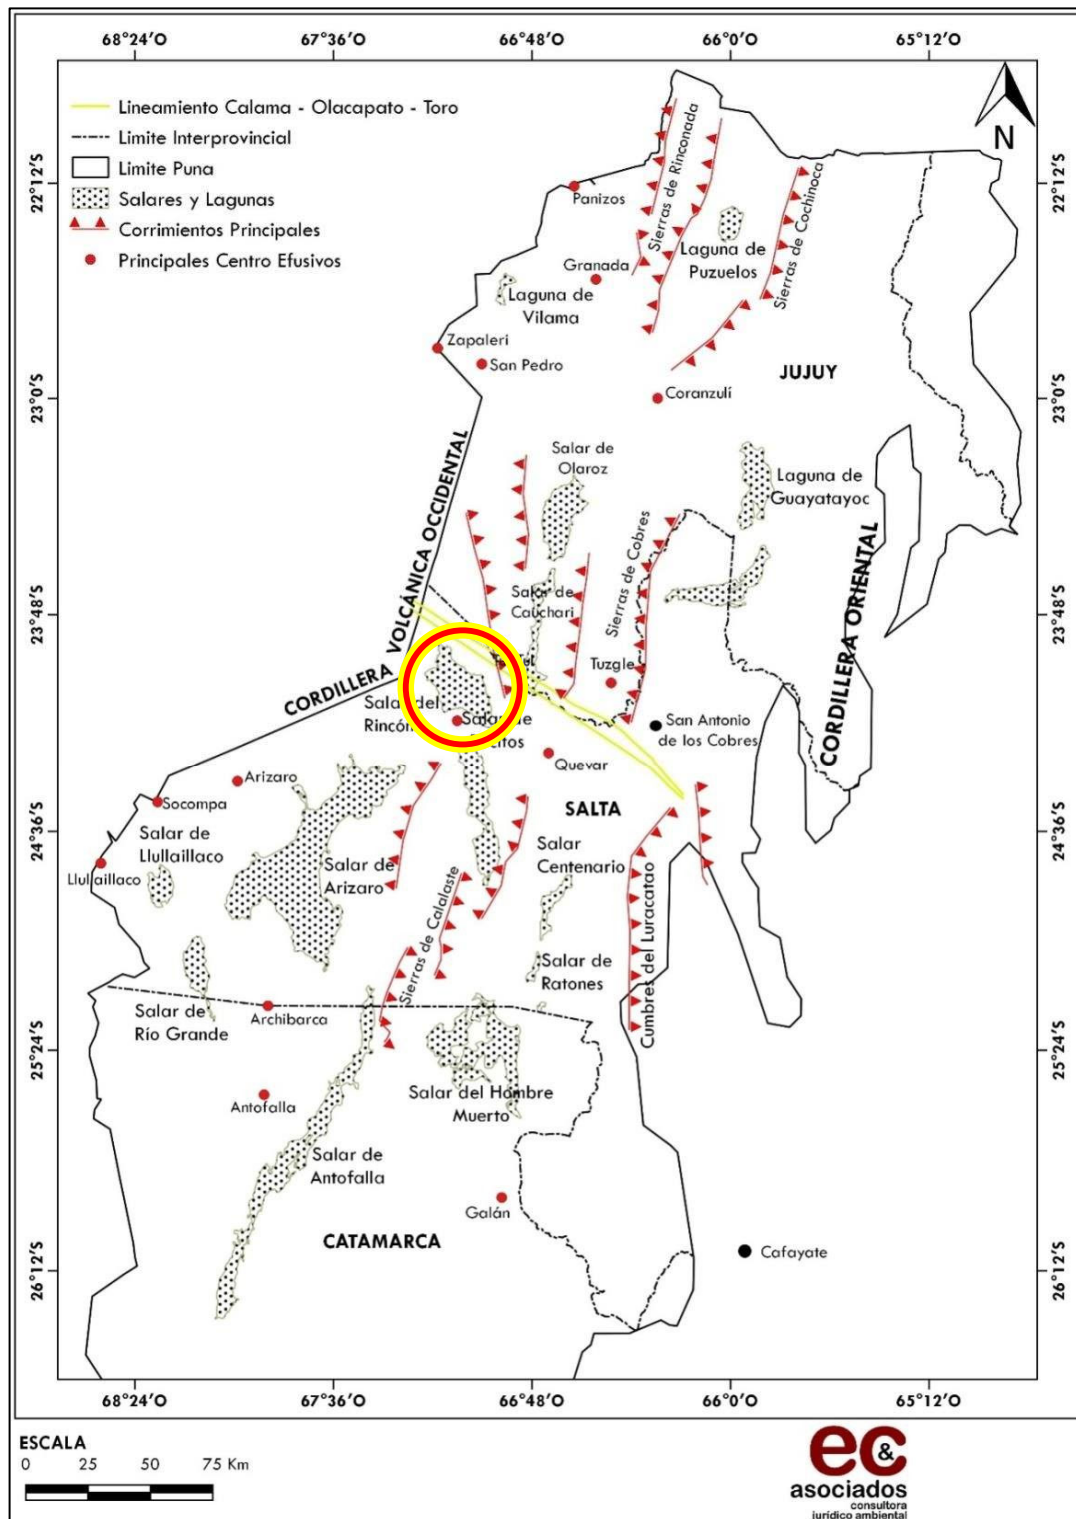 68°24'O 67°36'O 66°48'O 66°0'O 65°12'O
Lineamiento Calama - Olacapato - Toro
Limite Interprovincial
Limite Puna
Salares y Lagunas
Corrimientos Principales
Principales Centro Efusivos
N
22°12'S
22°12'S
Panizos
Sierras de Rinconada
Laguna de
Puzuelos
Sierras de Cochinoca
Granada
Laguna de
Vilama
Zapaleri
San Pedro
JUJUY
23°0'S
23°0'S
Coranzulí
Salar de
Olaroz
Laguna de
Guayatayoc
CORDILLERA VOLCÁNICA OCCIDENTAL
Sierras de Cobres
CORDILLERA ORIENTAL
Salar de
Cauchari
23°48'S
23°48'S
Tuzgle
Salar del
Rincón
San Antonio
de los Cobres
Quevar
Arizaro
Socompa
SALTA
24°36'S
24°36'S
Salar de
Llullaillaco
Llullaillaco
Salar de
Arizaro
Salar
Centenario
Sierras de Calalaste
Cumbres del Luracatao
Salar de
Ratones
Salar de
Río Grande
Archibarca
25°24'S
25°24'S
Antofalla
Salar del Hombre
Muerto
Salar de
Antofalla
Galán
CATAMARCA
Cafayate
26°12'S
26°12'S
68°24'O 67°36'O 66°48'O 66°0'O 65°12'O
ESCALA
0 25 50 75 Km
ec&
asociados
consultora
jurídico ambiental